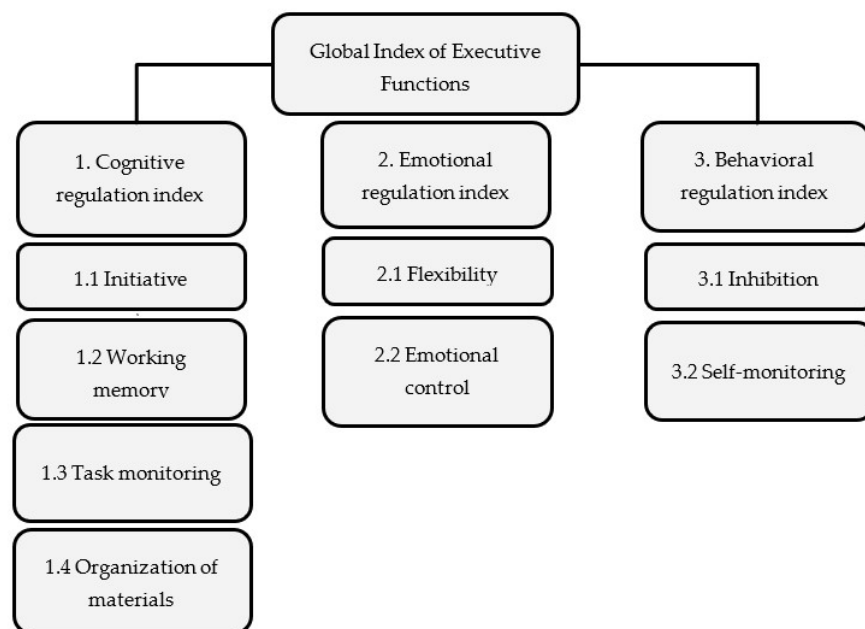 Global Index of Executive
Functions
1. Cognitive
regulation index
2. Emotional
regulation index
3. Behavioral
regulation index
1.1 Initiative
2.1 Flexibility
3.1 Inhibition
1.2 Working
memory
2.2 Emotional
control
3.2 Self-monitoring
1.3 Task monitoring
1.4 Organization of
materials